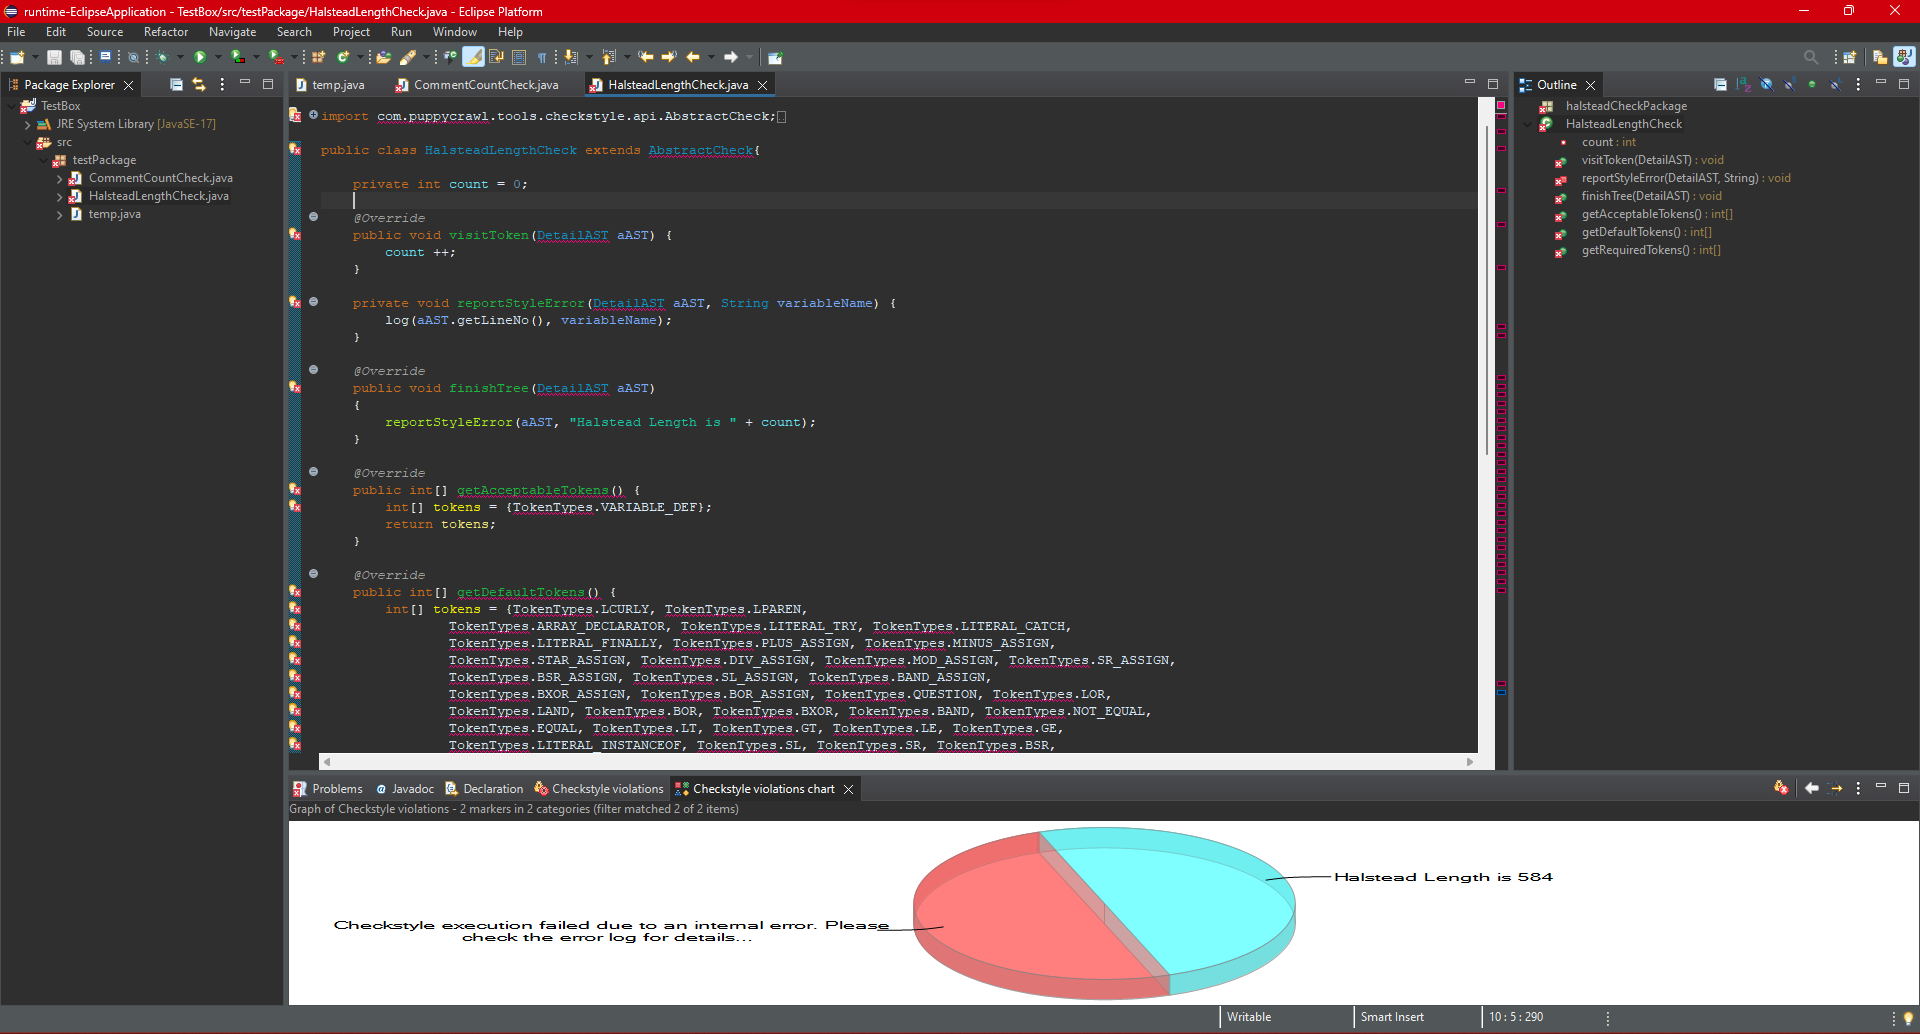 runtime-EclipseApplication - TestBox/src/testPackage/HalsteadLengthCheck.java - Eclipse Platform
File Edit Source Refactor Navigate Search Project Run Window Help
Package Explorer
TestBox
JRE System Library [JavaSE-17]
src
testPackage
CommentCountCheck.java
HalsteadLengthCheck.java
temp.java
temp.java CommentCountCheck.java HalsteadLengthCheck.java
import com.puppycrawl.tools.checkstyle.api.AbstractCheck;
public class HalsteadLengthCheck extends AbstractCheck{
private int count = 0;
@Override
public void visitToken(DetailAST aAST) {
count ++;
}
private void reportStyleError(DetailAST aAST, String variableName) {
log(aAST.getLineNo(), variableName);
}
@Override
public void finishTree(DetailAST aAST)
{
reportStyleError(aAST, "Halstead Length is " + count);
}
@Override
public int[] getAcceptableTokens() {
int[] tokens = {TokenTypes.VARIABLE_DEF};
return tokens;
}
@Override
public int[] getDefaultTokens() {
int[] tokens = {TokenTypes.LCURLY, TokenTypes.LPAREN,
TokenTypes.ARRAY_DECLARATOR, TokenTypes.LITERAL_TRY, TokenTypes.LITERAL_CATCH,
TokenTypes.LITERAL_FINALLY, TokenTypes.PLUS_ASSIGN, TokenTypes.MINUS_ASSIGN,
TokenTypes.STAR_ASSIGN, TokenTypes.DIV_ASSIGN, TokenTypes.MOD_ASSIGN, TokenTypes.SR_ASSIGN,
TokenTypes.BSR_ASSIGN, TokenTypes.SL_ASSIGN, TokenTypes.BAND_ASSIGN,
TokenTypes.BXOR_ASSIGN, TokenTypes.BOR_ASSIGN, TokenTypes.QUESTION, TokenTypes.LOR,
TokenTypes.LAND, TokenTypes.BOR, TokenTypes.BXOR, TokenTypes.BAND, TokenTypes.NOT_EQUAL,
TokenTypes.EQUAL, TokenTypes.LT, TokenTypes.GT, TokenTypes.LE, TokenTypes.GE,
TokenTypes.LITERAL_INSTANCEOF, TokenTypes.SL, TokenTypes.SR, TokenTypes.BSR,
Outline
halsteadCheckPackage
HalsteadLengthCheck
count : int
visitToken(DetailAST) : void
reportStyleError(DetailAST, String) : void
finishTree(DetailAST) : void
getAcceptableTokens() : int[]
getDefaultTokens() : int[]
getRequiredTokens() : int[]
Problems Javadoc Declaration Checkstyle violations Checkstyle violations chart
Graph of Checkstyle violations - 2 markers in 2 categories (filter matched 2 of 2 items)
Halstead Length is 584
Checkstyle execution failed due to an internal error. Please
check the error log for details...
Writable Smart Insert 10 : 5 : 290